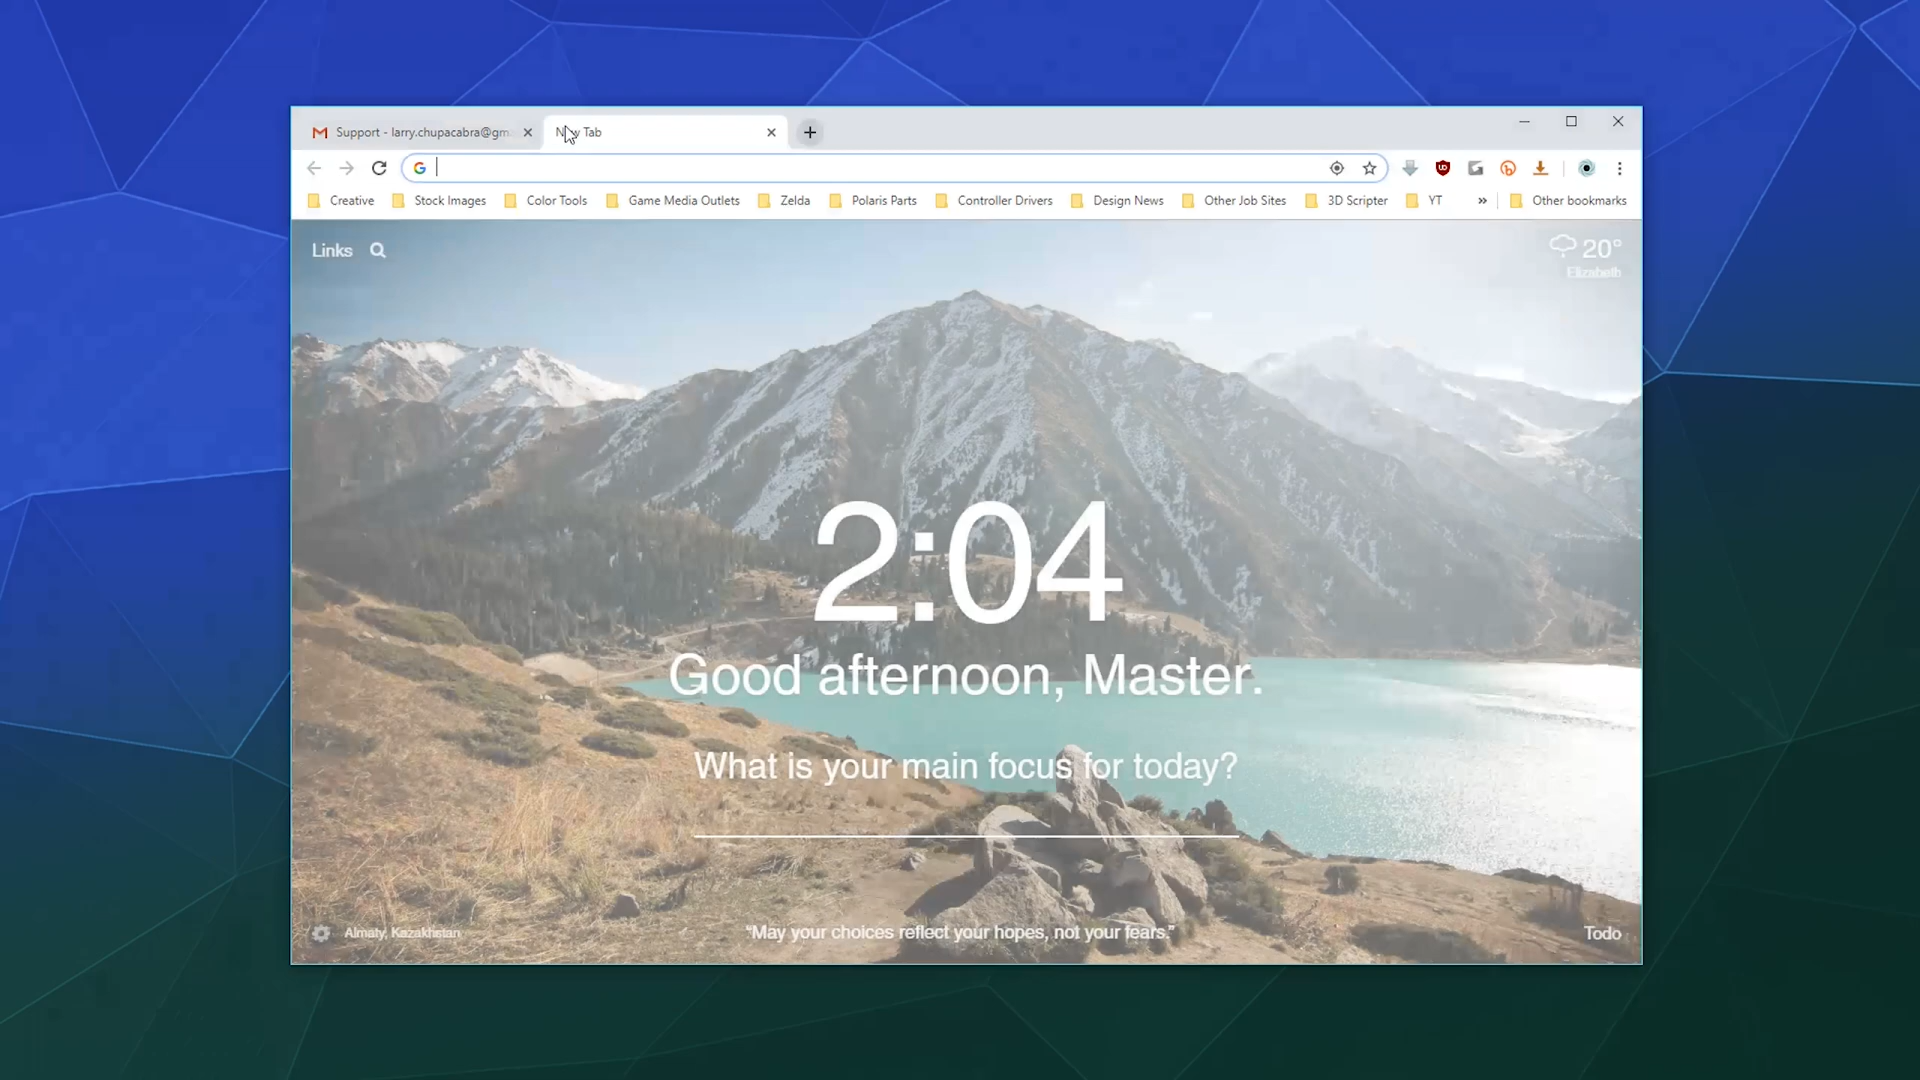 Support - larry.chupacabra@gm
New Tab
Creative
Stock Images
Color Tools
Game Media Outlets
Zelda
Polaris Parts
Controller Drivers
Design News
Other Job Sites
3D Scripter
YT
»
Other bookmarks
Links
20°
Elizabeth
2:04
Good afternoon, Master.
What is your main focus for today?
Almaty, Kazakhstan
“May your choices reflect your hopes, not your fears.”
Todo